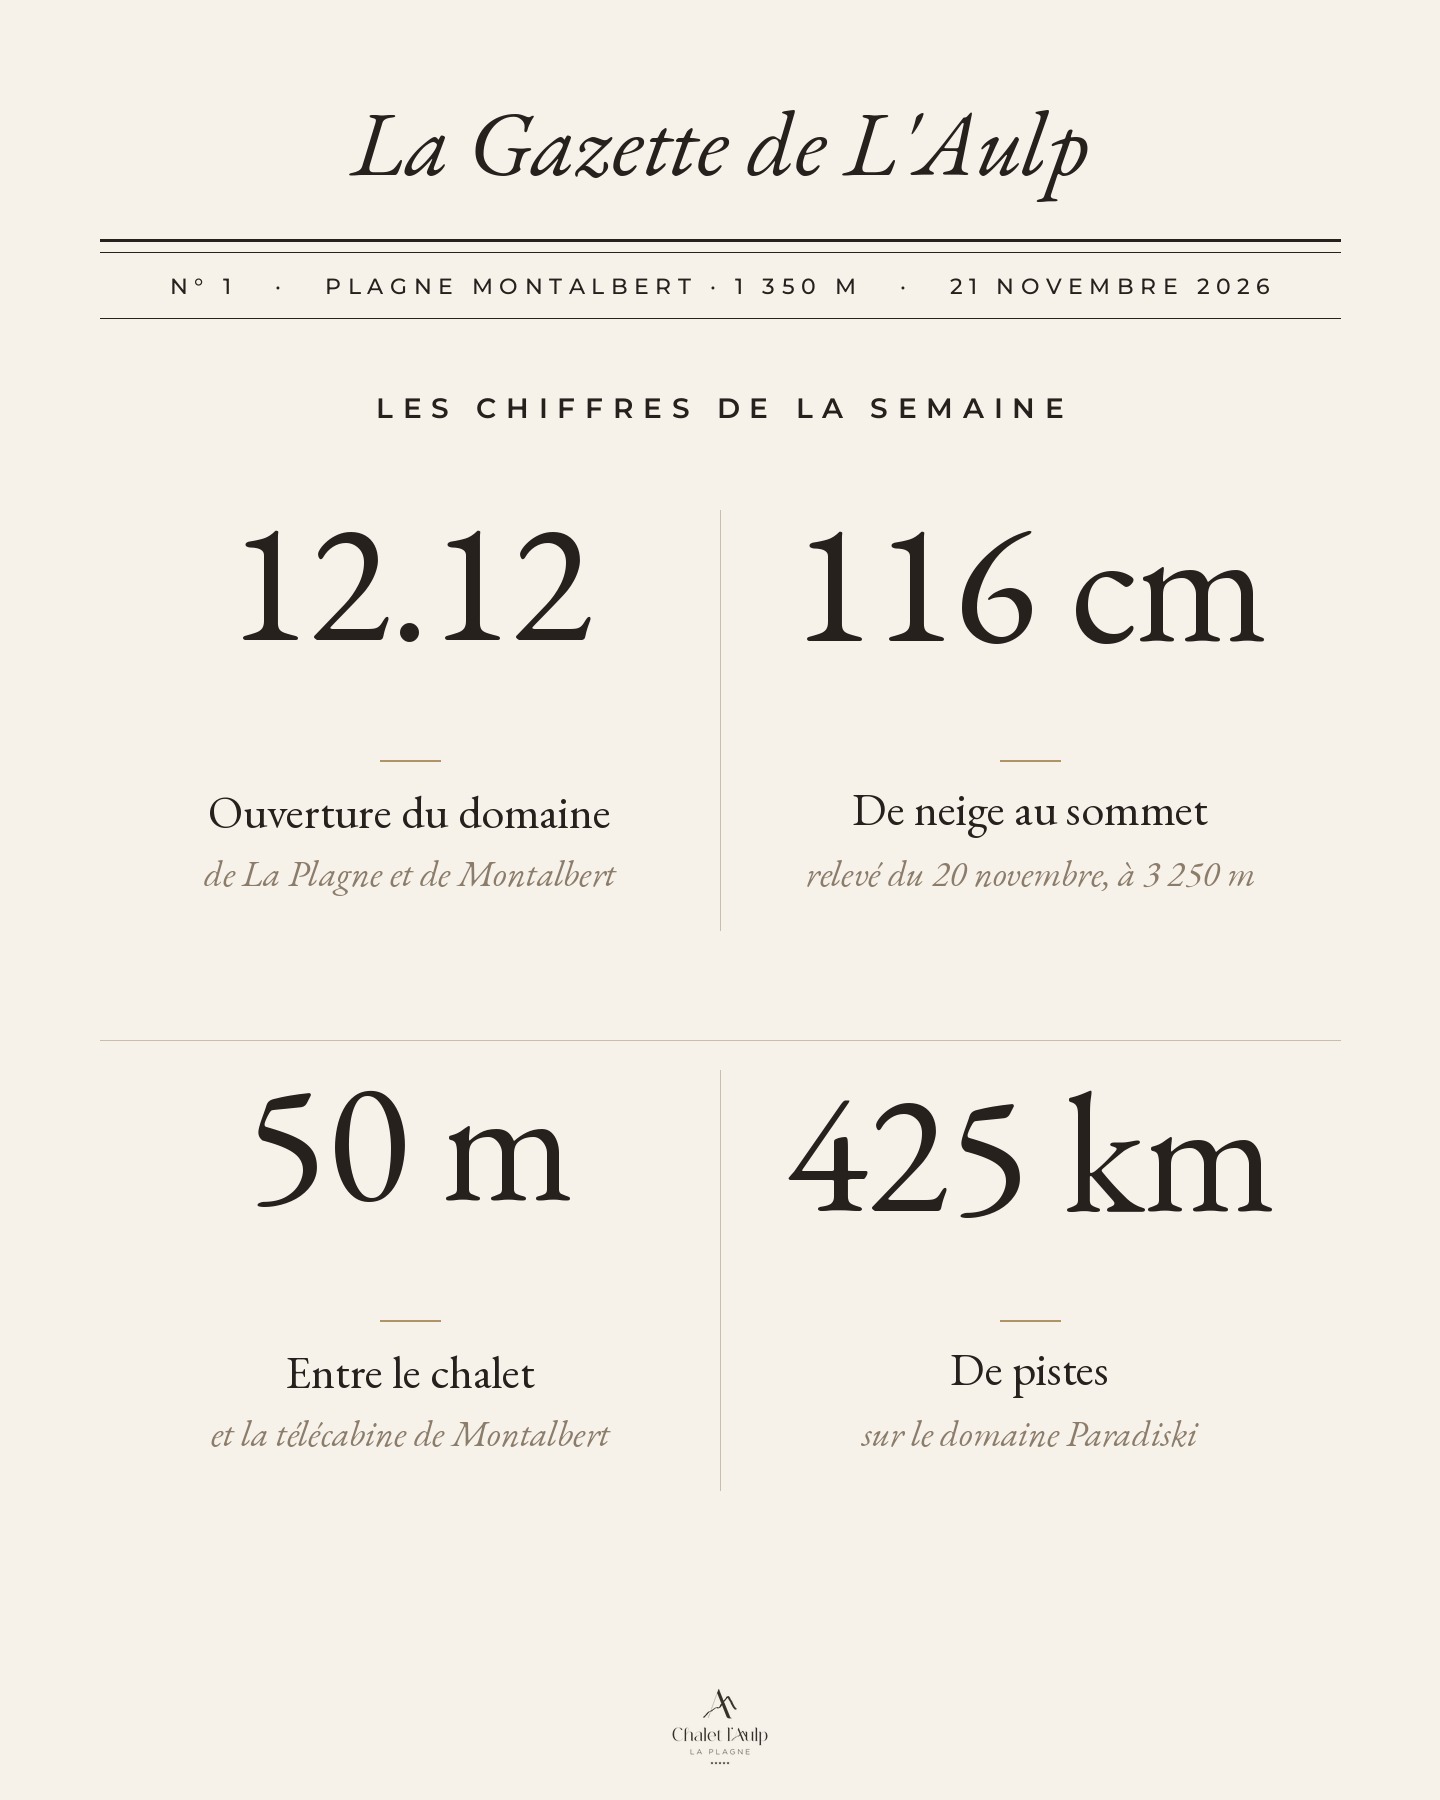 La Gazette de L'Aulp
N° 1 · PLAGNE MONTALBERT · 1 350 M · 21 NOVEMBRE 2026
LES CHIFFRES DE LA SEMAINE
12.12
Ouverture du domaine
de La Plagne et de Montalbert
116 cm
De neige au sommet
relevé du 20 novembre, à 3 250 m
50 m
Entre le chalet
et la télécabine de Montalbert
425 km
De pistes
sur le domaine Paradiski
Chalet l'Aulp
LA PLAGNE